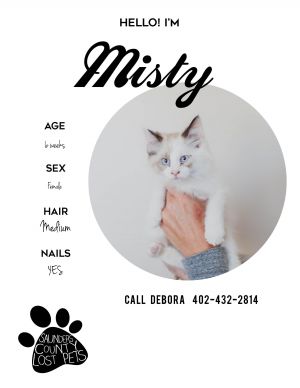 HELLO! I'M
Misty
AGE
6 weeks
SEX
Female
HAIR
Medium
NAILS
YES
CALL DEBORA 402-432-2814
SAUNDERS
COUNTY
LOST PETS